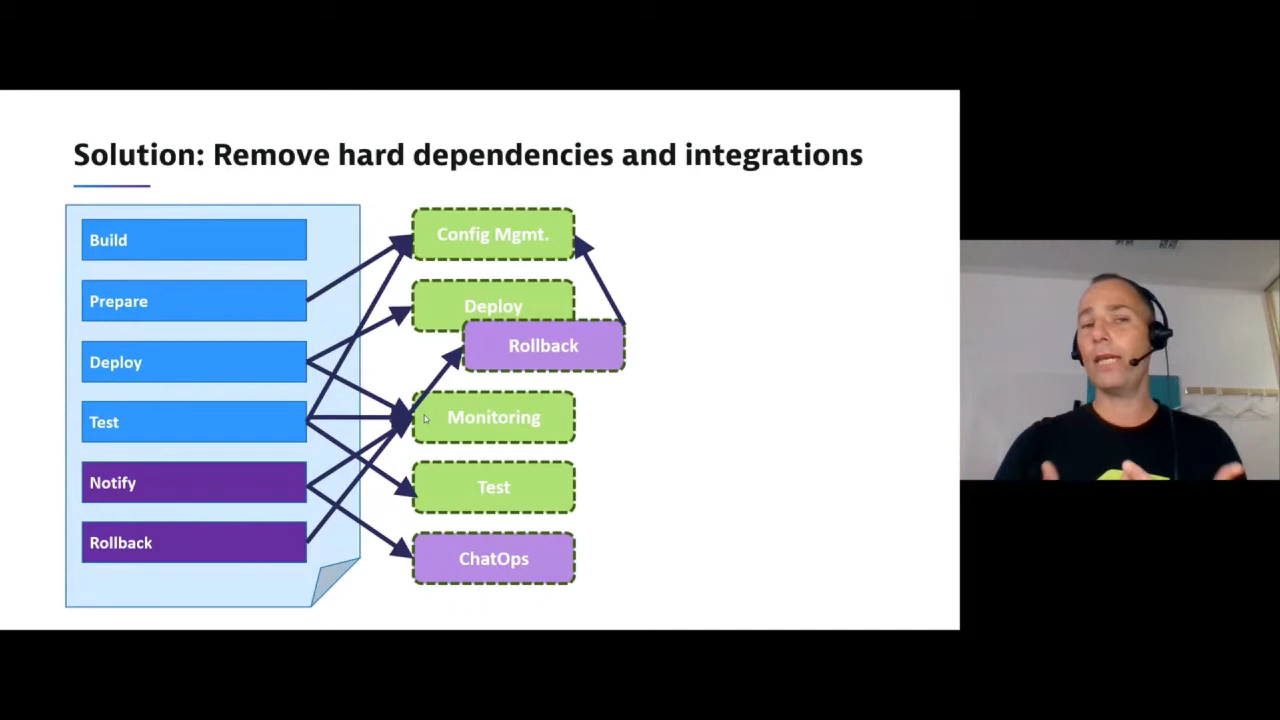 Solution: Remove hard dependencies and integrations
Build
Prepare
Deploy
Test
Notify
Rollback
Config Mgmt.
Deploy
Rollback
Monitoring
Test
ChatOps